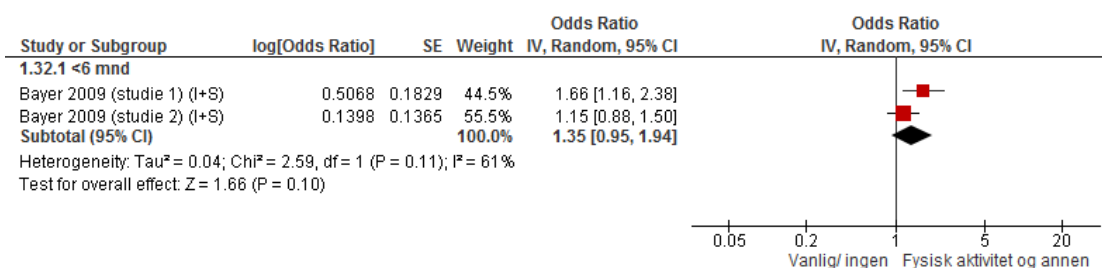 Odds Ratio Odds Ratio
Study or Subgroup log[Odds Ratio] SE Weight IV, Random, 95% CI IV, Random, 95% CI
1.32.1 <6 mnd
Bayer 2009 (studie 1) (I+S) 0.5068 0.1829 44.5% 1.66 [1.16, 2.38]
Bayer 2009 (studie 2) (I+S) 0.1398 0.1365 55.5% 1.15 [0.88, 1.50]
Subtotal (95% CI) 100.0% 1.35 [0.95, 1.94]
Heterogeneity: Tau² = 0.04; Chi² = 2.59, df = 1 (P = 0.11); I² = 61%
Test for overall effect: Z = 1.66 (P = 0.10)
0.05 0.2 1 5 20
Vanlig/ ingen Fysisk aktivitet og annen